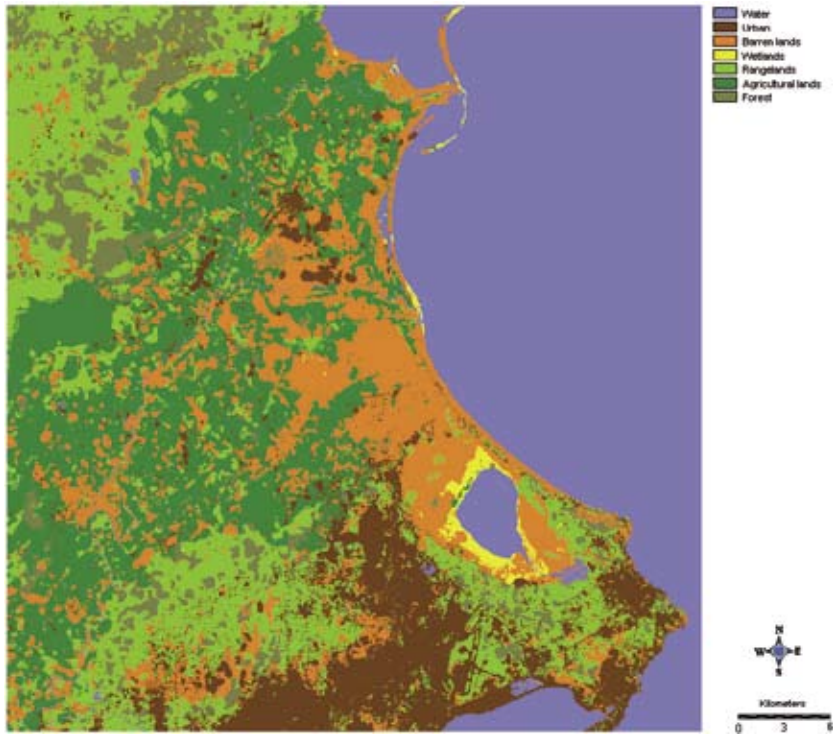 Water
Urban
Barren lands
Wetlands
Rangelands
Agricultural lands
Forest
N
W E
S
Kilometers
0 3 6